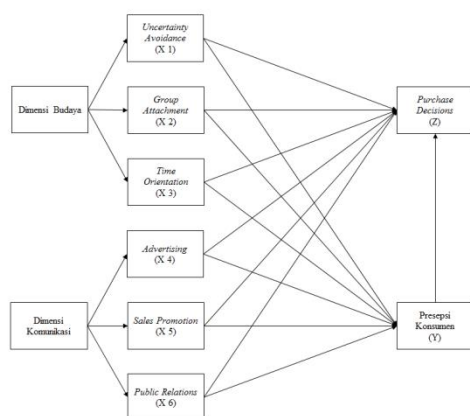 Uncertainty
Avoidance
(X 1)
Dimensi Budaya
Group
Attachment
(X 2)
Time
Orientation
(X 3)
Advertising
(X 4)
Dimensi
Komunikasi
Sales Promotion
(X 5)
Public Relations
(X 6)
Purchase
Decisions
(Z)
Presepsi
Konsumen
(Y)